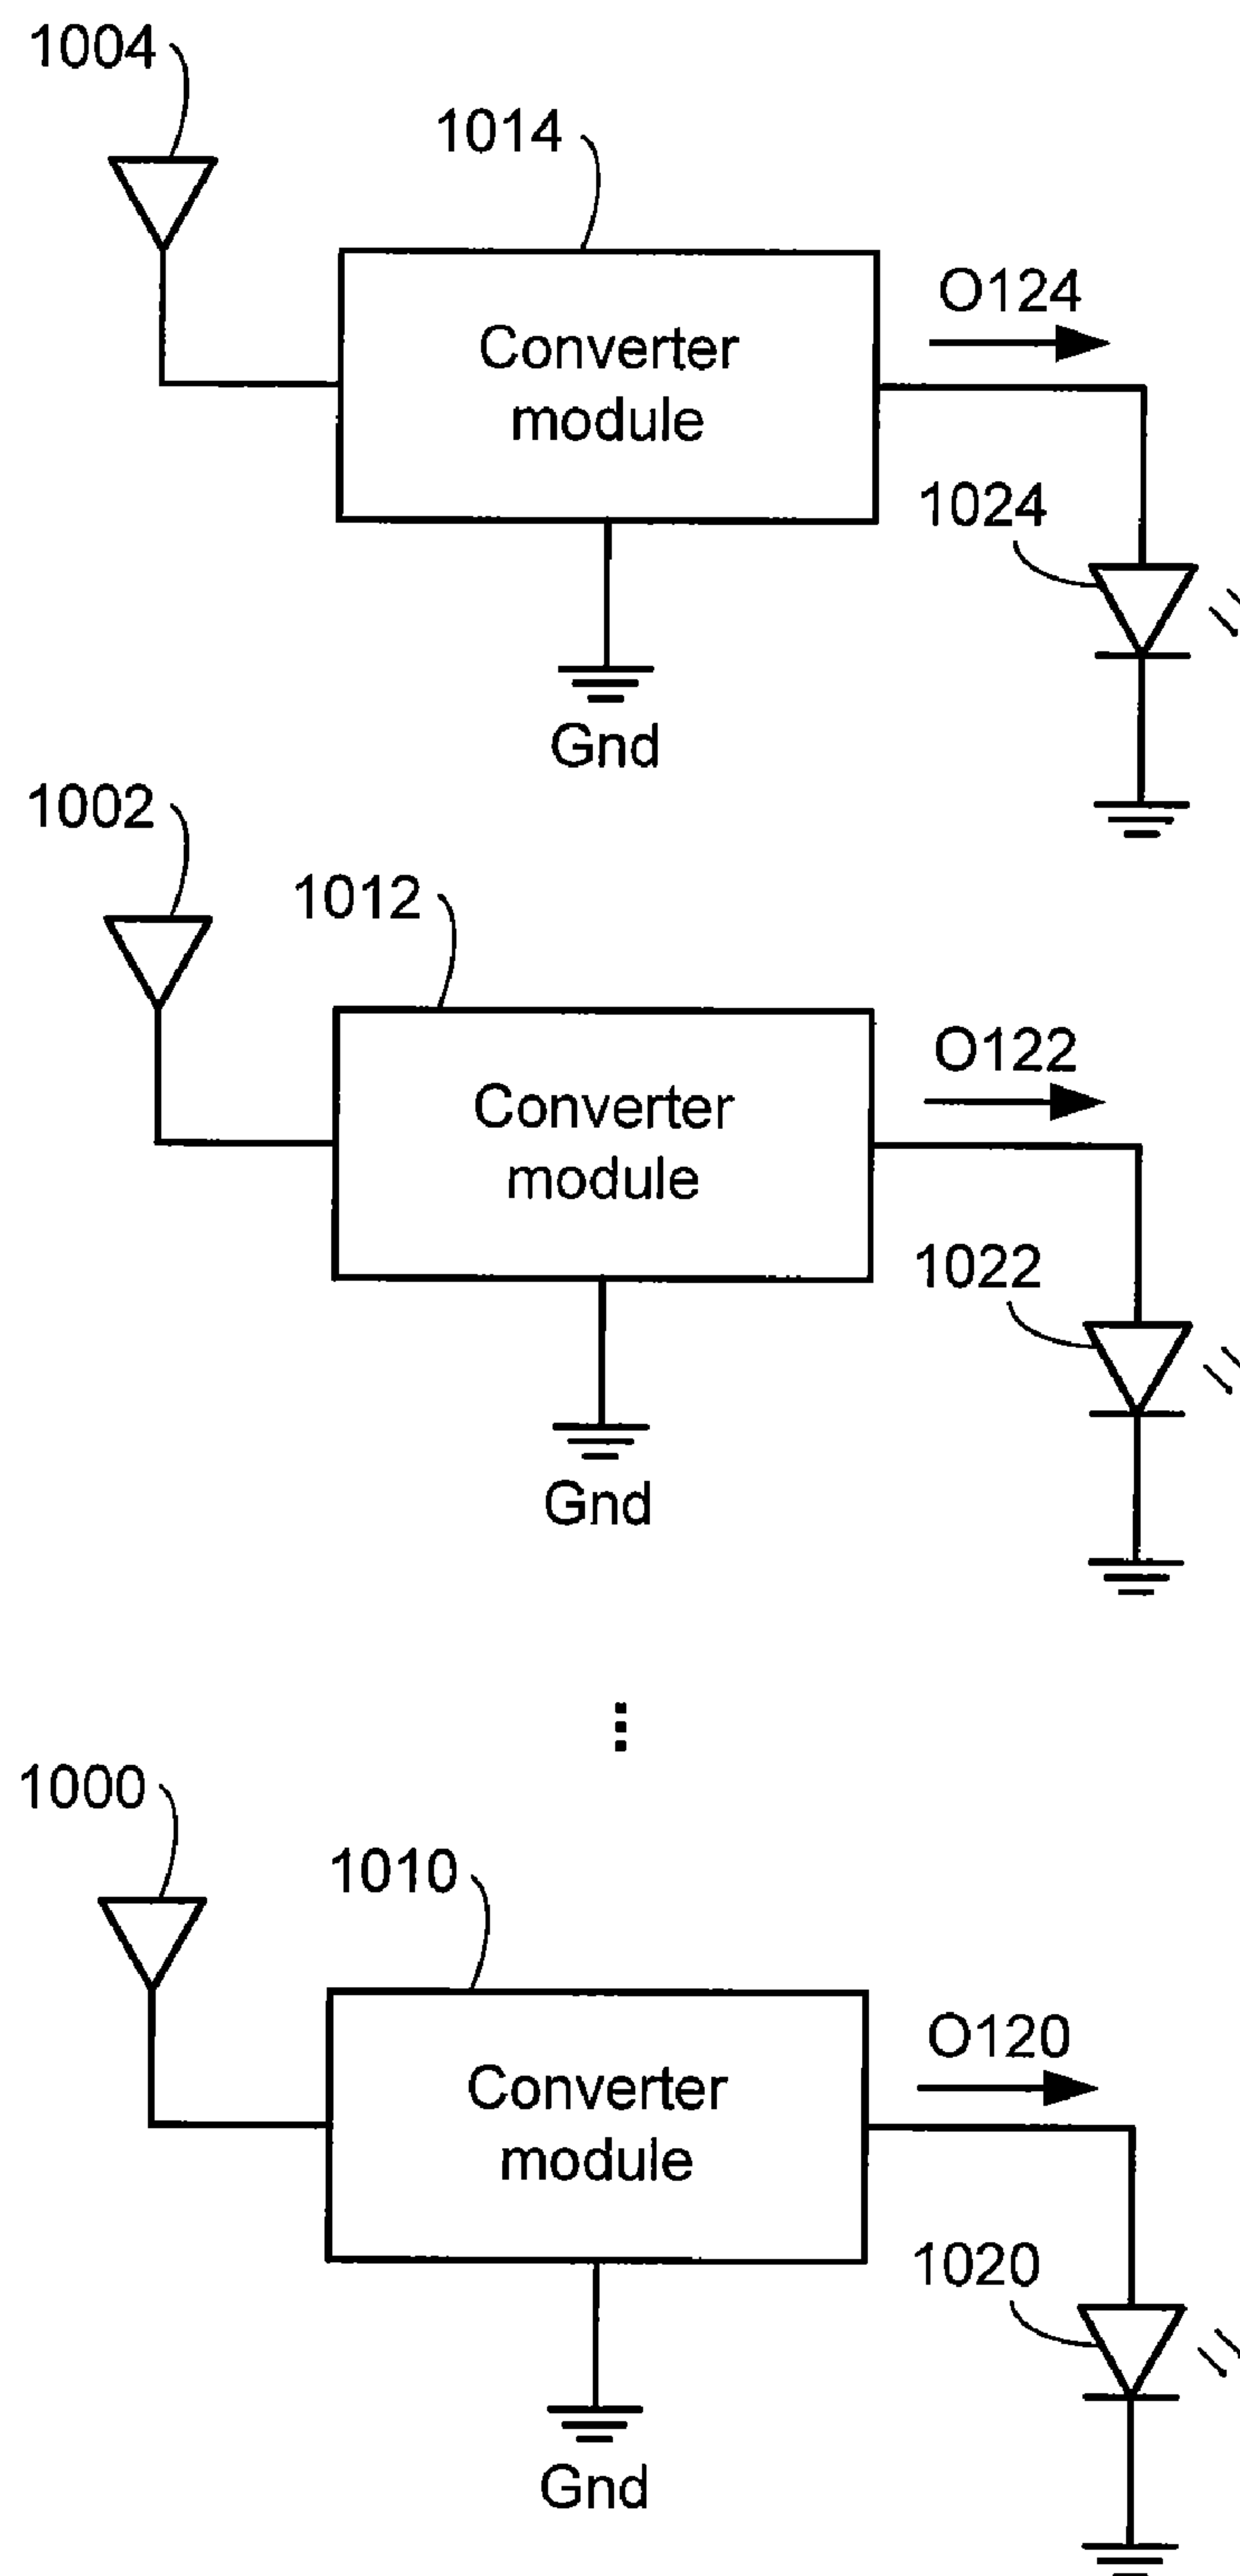 1004
1014
O124
Converter
module
1024
Gnd
1002
1012
O122
Converter
module
1022
Gnd
1000
1010
O120
Converter
module
1020
Gnd